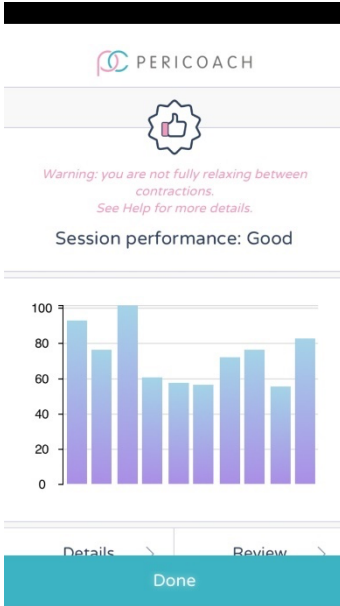 pc PERICOACH
Warning: you are not fully relaxing between
contractions.
See Help for more details.
Session performance: Good
100
80
60
40
20
0
Details
Review
Done